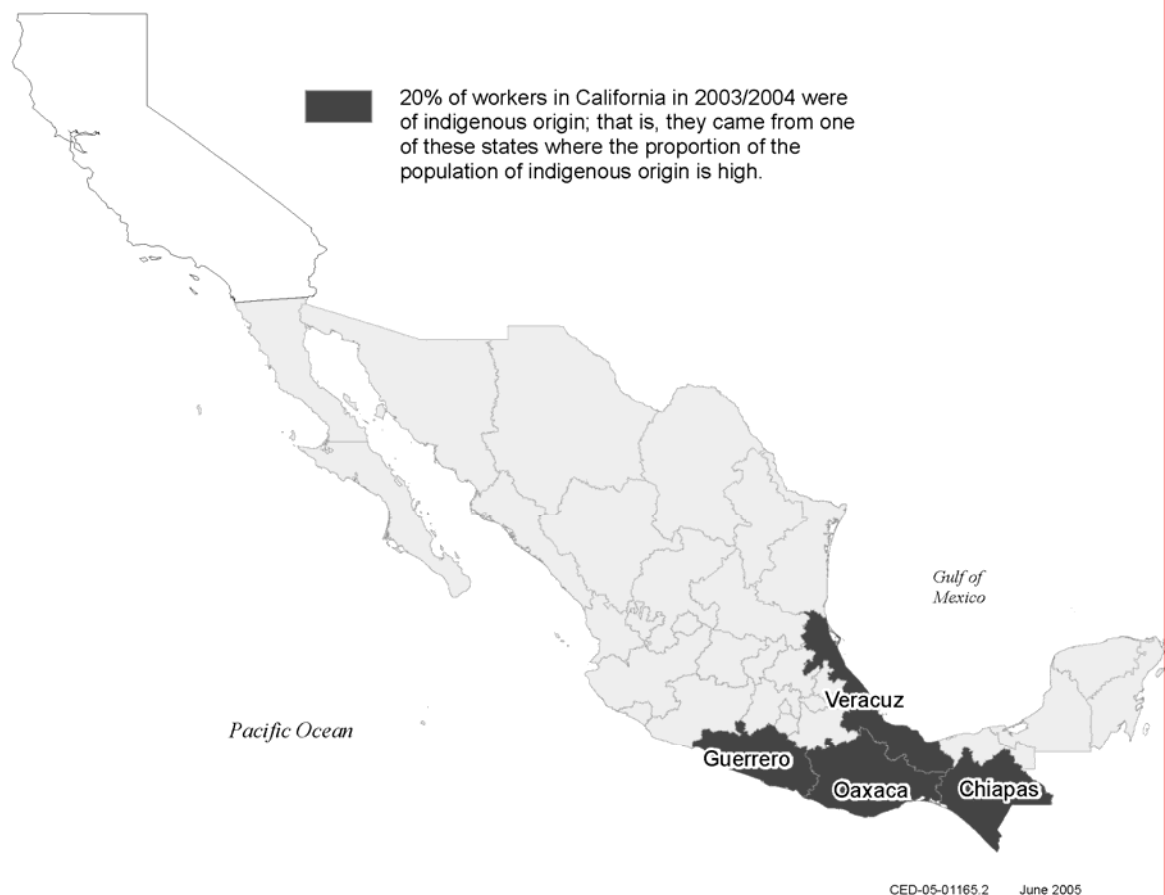 20% of workers in California in 2003/2004 were
of indigenous origin; that is, they came from one
of these states where the proportion of the
population of indigenous origin is high.
Gulf of
Mexico
Veracuz
Pacific Ocean
Guerrero
Oaxaca
Chiapas
CED-05-01165.2 June 2005